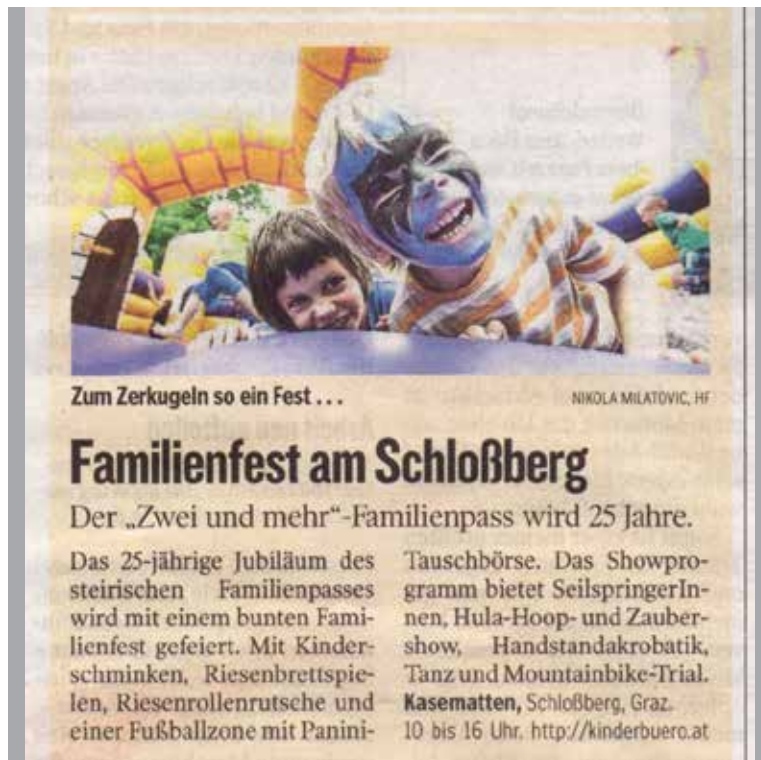 Zum Zerkugeln so ein Fest . . .
NIKOLA MILATOVIC, HF
Familienfest am Schloßberg
Der „Zwei und mehr“-Familienpass wird 25 Jahre.
Das 25-jährige Jubiläum des
steirischen Familienpasses
wird mit einem bunten Fami-
lienfest gefeiert. Mit Kinder-
schminken, Riesenbrettspie-
len, Riesenrollenrutsche und
einer Fußballzone mit Panini-
Tauschbörse. Das Showpro-
gramm bietet SeilspringerIn-
nen, Hula-Hoop- und Zauber-
show, Handstandakrobatik,
Tanz und Mountainbike-Trial.
Kasematten, Schloßberg, Graz.
10 bis 16 Uhr. http://kinderbuero.at